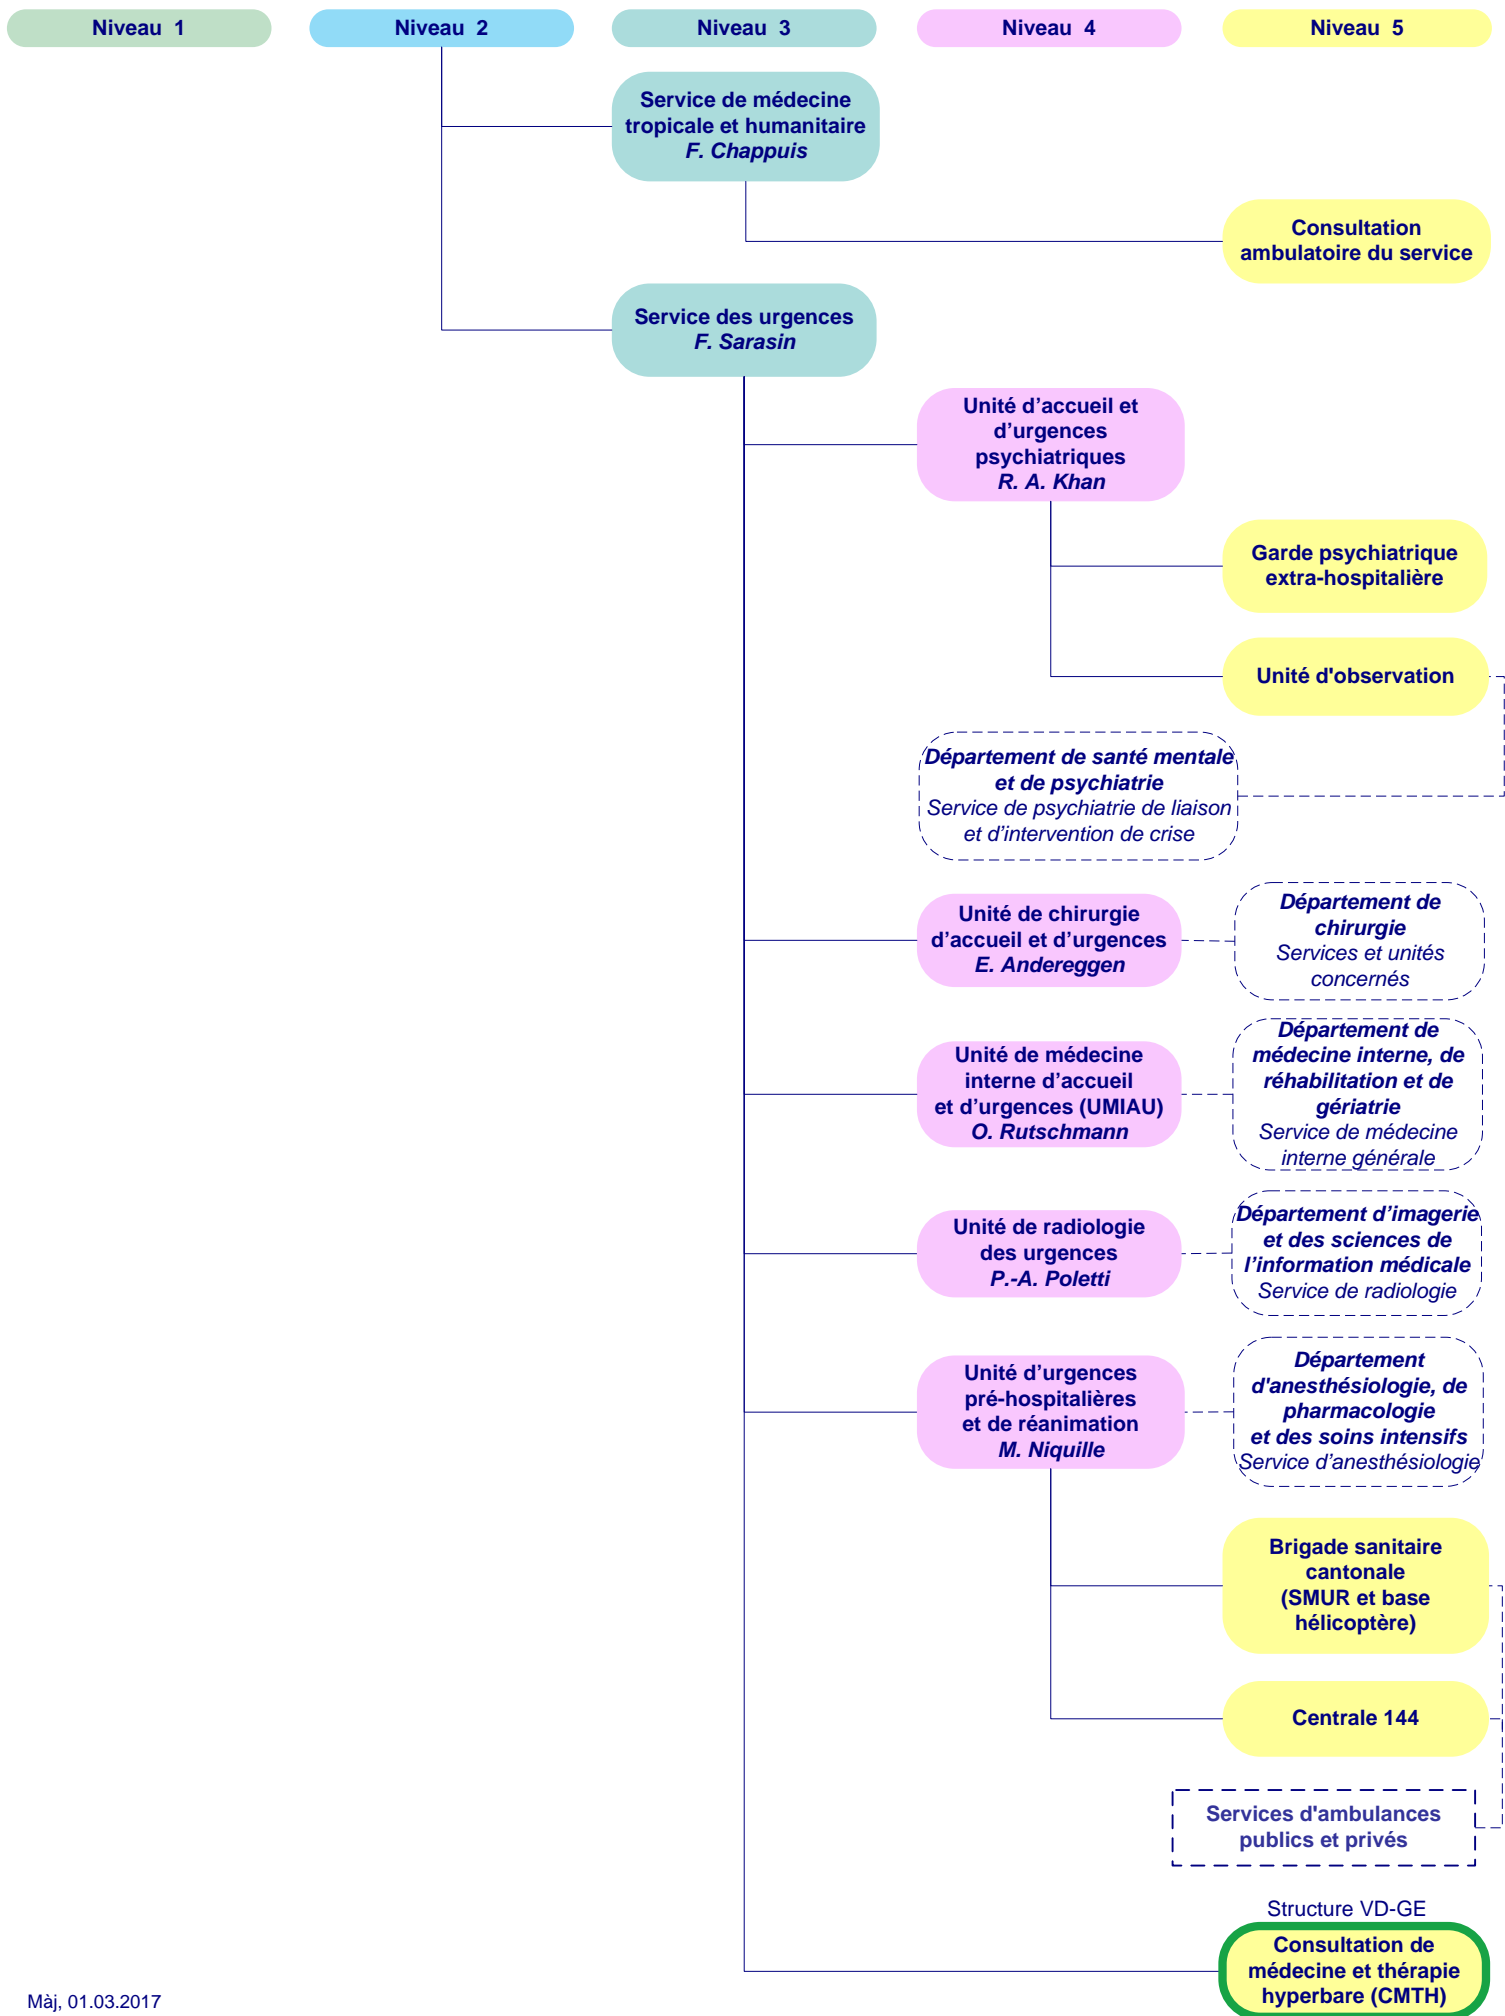 Niveau 1
Niveau 2
Niveau 3
Niveau 4
Niveau 5
Service de médecine
tropicale et humanitaire
F. Chappuis
Consultation
ambulatoire du service
Service des urgences
F. Sarasin
Unité d’accueil et
d’urgences
psychiatriques
R. A. Khan
Garde psychiatrique
extra-hospitalière
Unité d'observation
Département de santé mentale
et de psychiatrie
Service de psychiatrie de liaison
et d’intervention de crise
Unité de chirurgie
d’accueil et d’urgences
E. Andereggen
Département de
chirurgie
Services et unités
concernés
Unité de médecine
interne d’accueil
et d’urgences (UMIAU)
O. Rutschmann
Département de
médecine interne, de
réhabilitation et de
gériatrie
Service de médecine
interne générale
Unité de radiologie
des urgences
P.-A. Poletti
Département d’imagerie
et des sciences de
l’information médicale
Service de radiologie
Unité d’urgences
pré-hospitalières
et de réanimation
M. Niquille
Département
d'anesthésiologie, de
pharmacologie
et des soins intensifs
Service d’anesthésiologie
Brigade sanitaire
cantonale
(SMUR et base
hélicoptère)
Centrale 144
Services d'ambulances
publics et privés
Structure VD-GE
Consultation de
médecine et thérapie
hyperbare (CMTH)
Màj, 01.03.2017